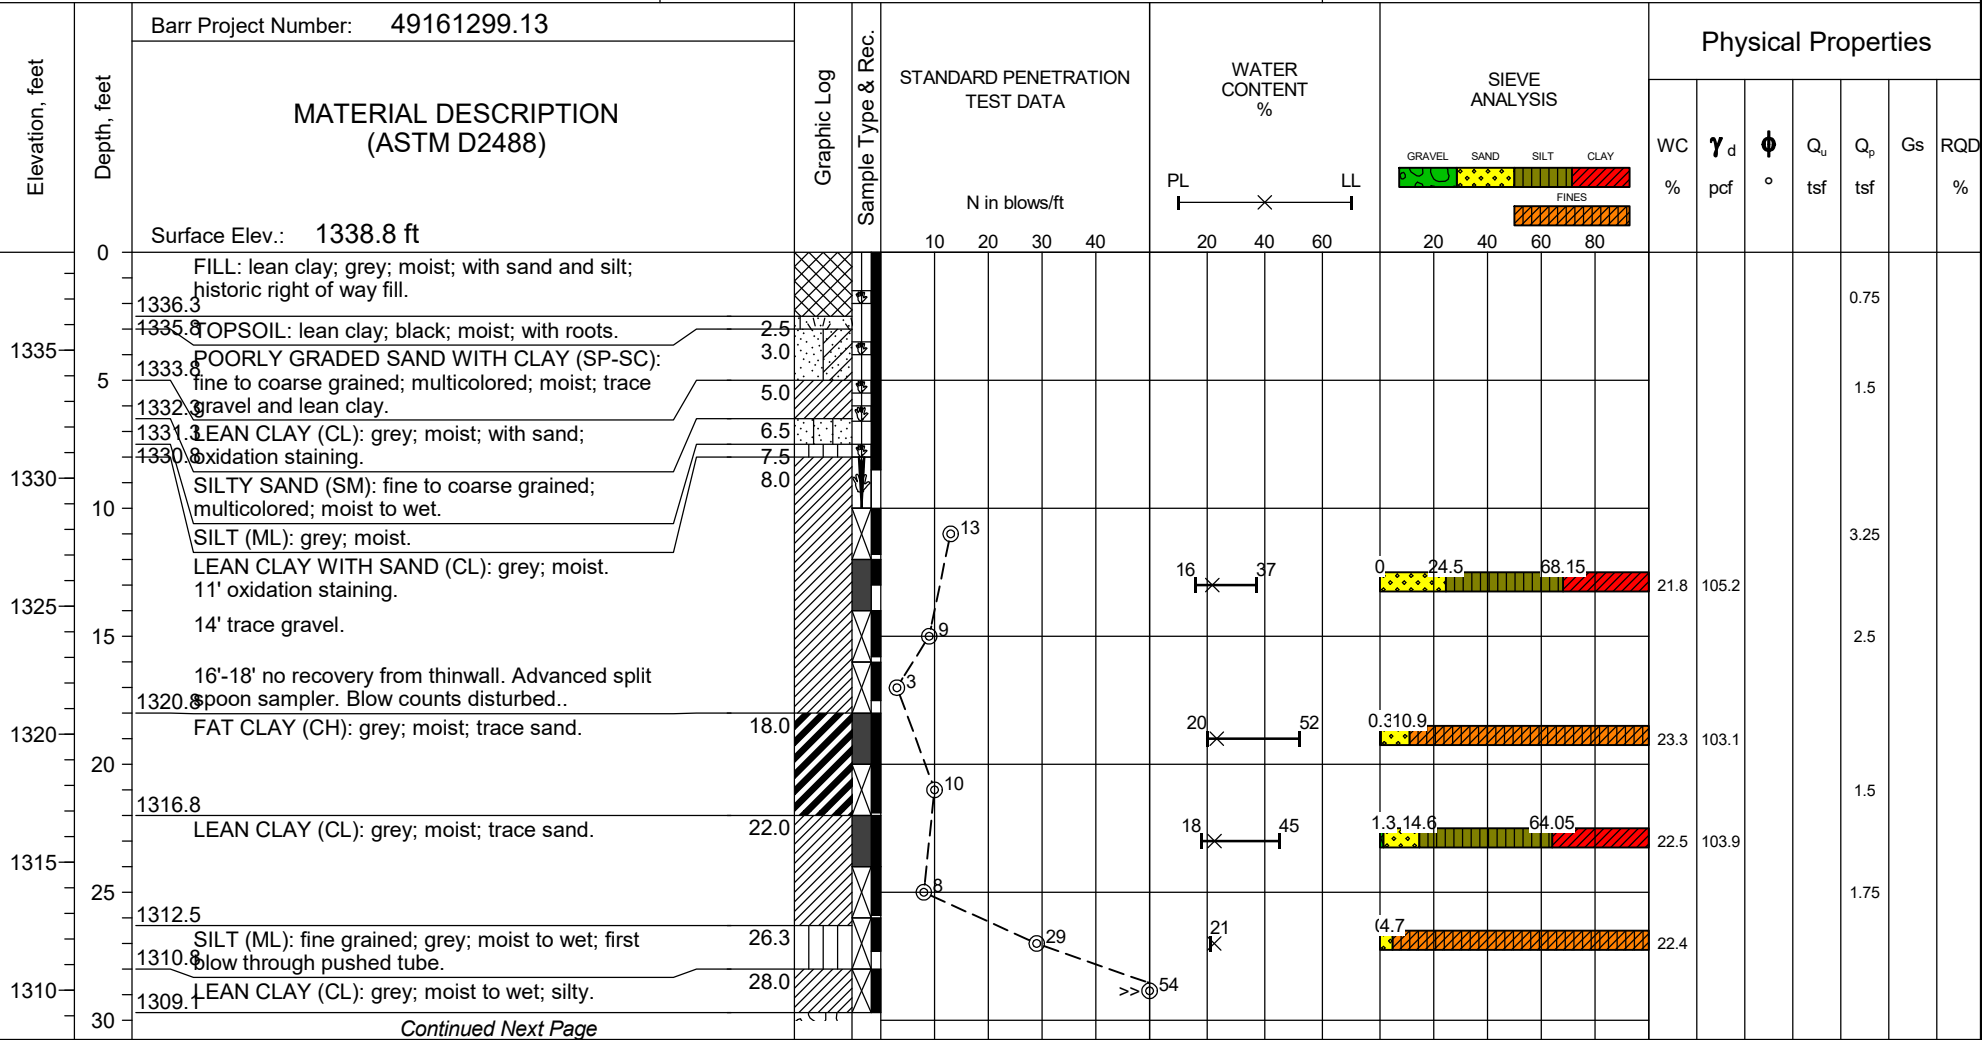 Barr Project Number: 49161299.13
Elevation, feet
Depth, feet
MATERIAL DESCRIPTION
(ASTM D2488)
Surface Elev.: 1338.8 ft
Graphic Log
Sample Type & Rec.
STANDARD PENETRATION
TEST DATA
N in blows/ft
10 20 30 40
WATER
CONTENT
%
PL LL
20 40 60
SIEVE
ANALYSIS
GRAVEL SAND SILT CLAY
FINES
20 40 60 80
Physical Properties
WC γd ϕ Qu Qp Gs RQD
% pcf ° tsf tsf %
0
FILL: lean clay; grey; moist; with sand and silt;
historic right of way fill.
0.75
1336.3
1335.8 TOPSOIL: lean clay; black; moist; with roots. 2.5
1335
3.0
1333.8 POORLY GRADED SAND WITH CLAY (SP-SC):
fine to coarse grained; multicolored; moist; trace
gravel and lean clay.
5
5.0
1.5
1332.3
1331.3 LEAN CLAY (CL): grey; moist; with sand; 6.5
oxidation staining.
1330.8 7.5
1330
8.0
SILTY SAND (SM): fine to coarse grained;
multicolored; moist to wet.
10
SILT (ML): grey; moist.
13 3.25
LEAN CLAY WITH SAND (CL): grey; moist.
11' oxidation staining.
16 37 0 24.5 68.15
21.8 105.2
1325
14' trace gravel.
15
9 2.5
16'-18' no recovery from thinwall. Advanced split
spoon sampler. Blow counts disturbed..
3
1320.8
FAT CLAY (CH): grey; moist; trace sand. 18.0
20 52 0.3 10.9
23.3 103.1
1320
20
10 1.5
1316.8
LEAN CLAY (CL): grey; moist; trace sand. 22.0
18 45 1.3 14.6 64.05
22.5 103.9
1315
25
8 1.75
1312.5
SILT (ML): fine grained; grey; moist to wet; first 26.3
blow through pushed tube.
29 21 4.7
22.4
1310.8
LEAN CLAY (CL): grey; moist to wet; silty. 28.0
>> 54
1310
1309.1
30
Continued Next Page